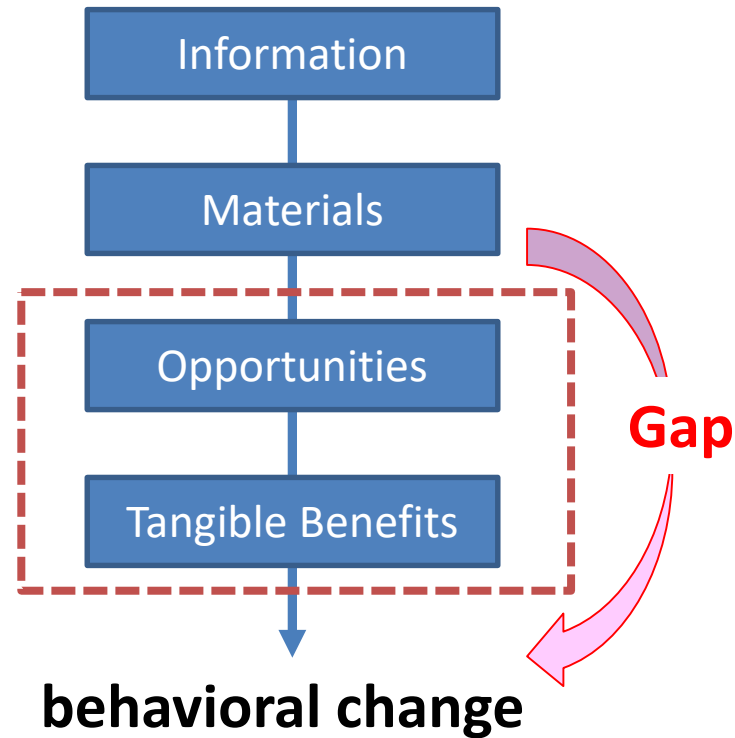 Information
Materials
Opportunities
Gap
Tangible Benefits
behavioral change